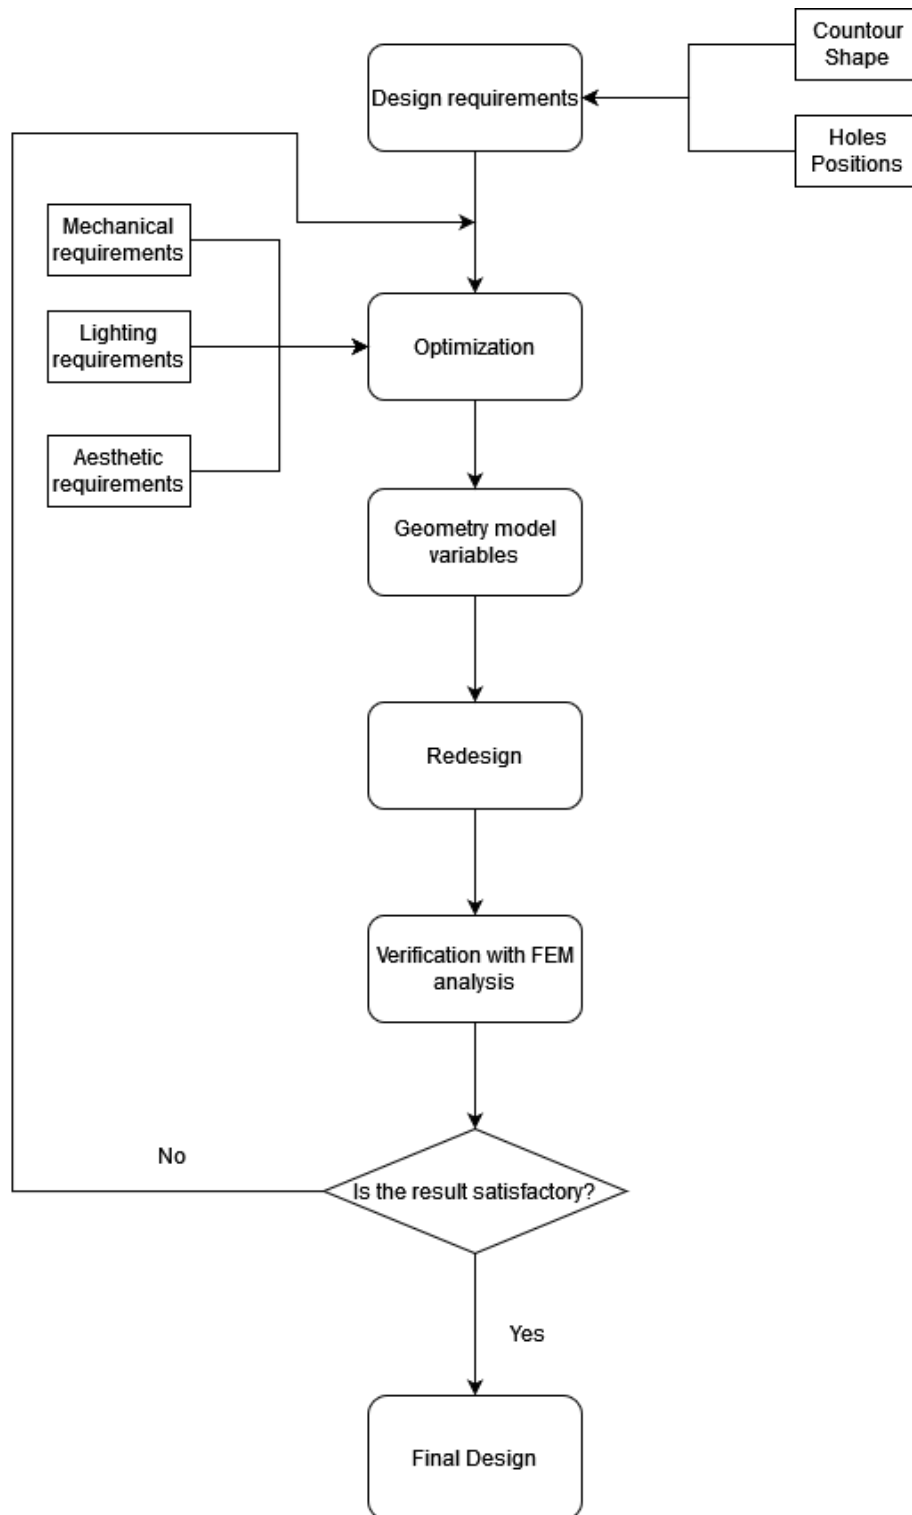 Countour
Shape
Design requirements
Holes
Positions
Mechanical
requirements
Lighting
requirements
Optimization
Aesthetic
requirements
Geometry model
variables
Redesign
Verification with FEM
analysis
No
Is the result satisfactory?
Yes
Final Design